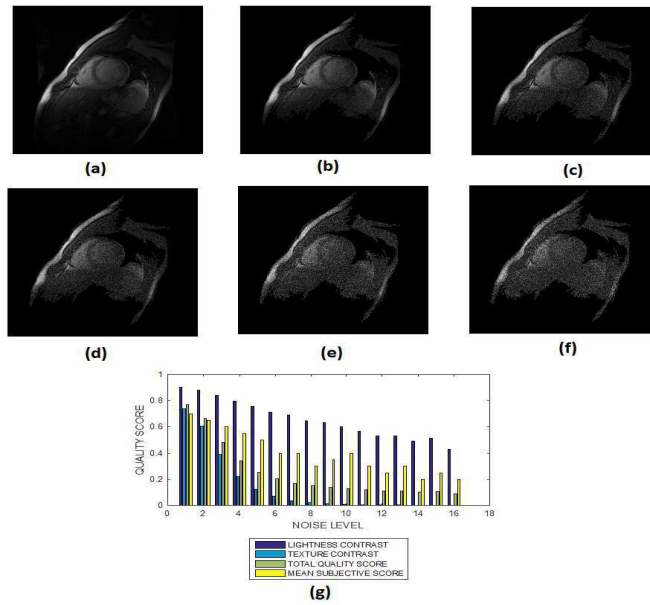 (a)
(b)
(c)
(d)
(e)
(f)
1
0.8
0.6
0.4
0.2
0
QUALITY SCORE
0 2 4 6 8 10 12 14 16 18
NOISE LEVEL
LIGHTNESS CONTRAST
TEXTURE CONTRAST
TOTAL QUALITY SCORE
MEAN SUBJECTIVE SCORE
(g)